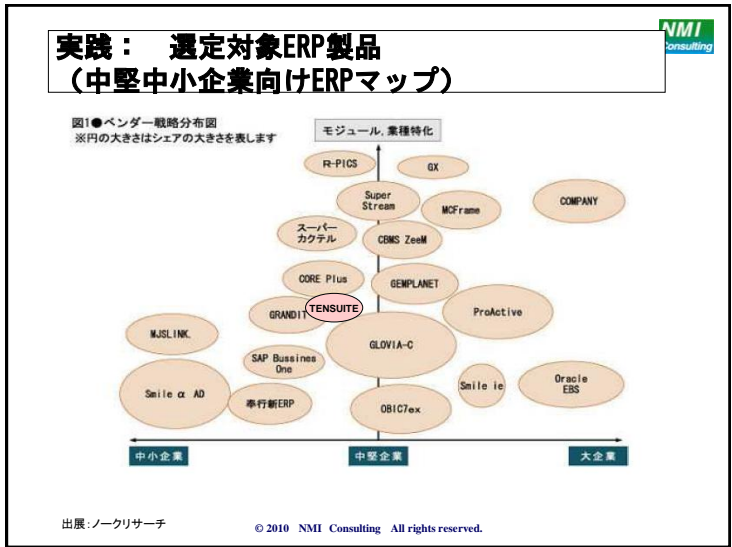 実践： 選定対象ERP製品
（中堅中小企業向けERPマップ）
NMI
Consulting
図1●ベンダー戦略分布図
※円の大きさはシェアの大きさを表します
モジュール,業種特化
R-PICS
GX
Super
Stream
MCFrame
COMPANY
スーパー
カクテル
CBMS ZeeM
CORE Plus
GEMPLANET
GRANDIT
TENSUITE
ProActive
MJSLINK.
GLOVIA-C
SAP Bussines
One
Smile α AD
奉行新ERP
OBIC7ex
Smile ie
Oracle
EBS
中小企業
中堅企業
大企業
出展：ノークリサーチ
© 2010 NMI Consulting All rights reserved.